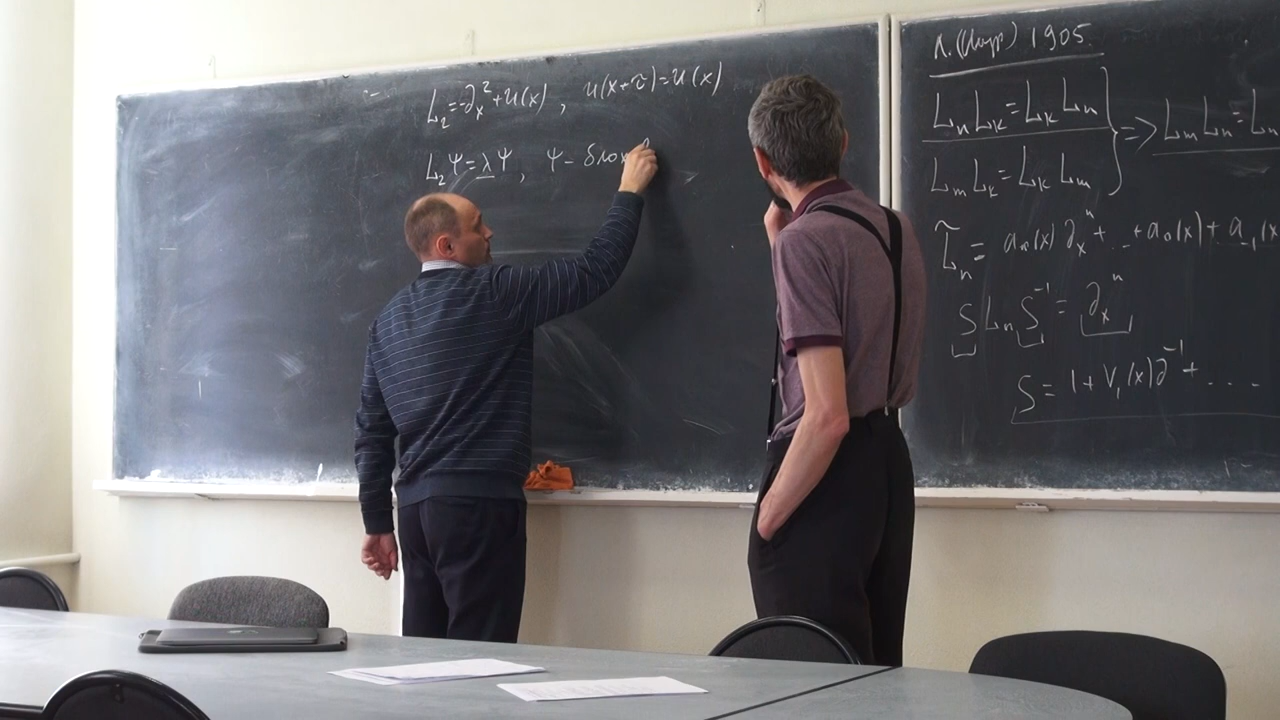 L₂=-∂ₓ²+u(x), u(x+τ)=u(x)
L₂Ψ=λΨ, Ψ-блох
1905
LₙLₖ=LₖLₙ
LₘLₖ=LₖLₘ
} => LₘLₙ=Lₙ
L̃ₙ= aₙ(x)∂ₓⁿ+...+a₀(x)+a₋₁(x
SLₙS⁻¹=∂ₓⁿ
S=1+V₁(x)∂⁻¹+....